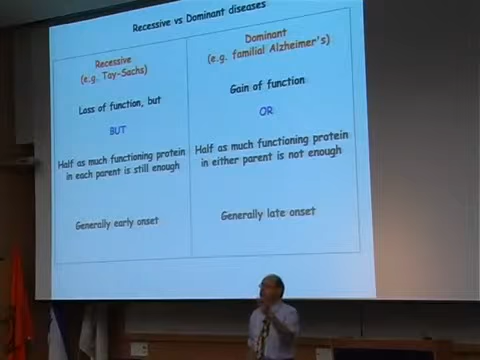 Recessive vs Dominant diseases
Recessive
(e.g. Tay-Sachs)
Loss of function, but
BUT
Half as much functioning protein
in each parent is still enough
Generally early onset
Dominant
(e.g. familial Alzheimer's)
Gain of function
OR
Half as much functioning protein
in either parent is not enough
Generally late onset